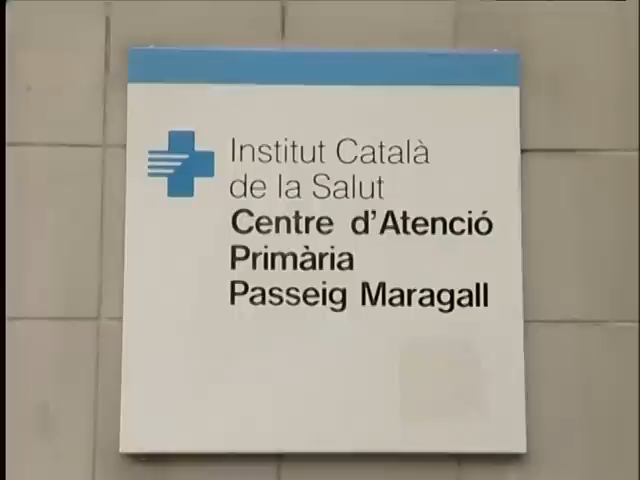 Institut Català
de la Salut
Centre d'Atenció
Primària
Passeig Maragall